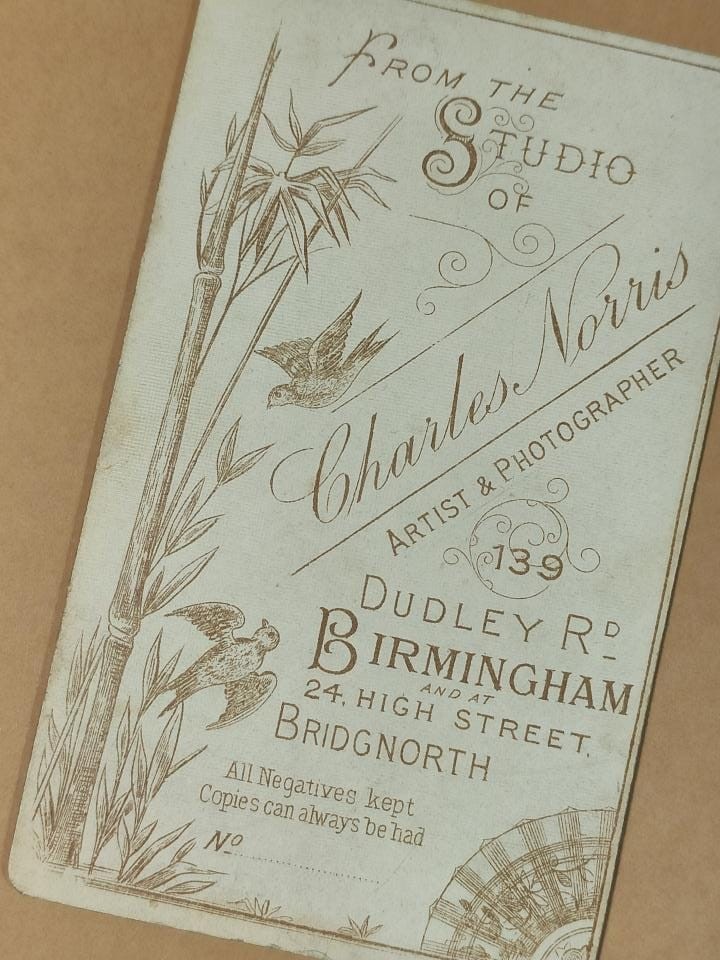 FROM THE
STUDIO
OF
Charles Norris
ARTIST & PHOTOGRAPHER
139
DUDLEY RD
BIRMINGHAM
AND AT
24, HIGH STREET,
BRIDGNORTH
All Negatives kept
Copies can always be had
No